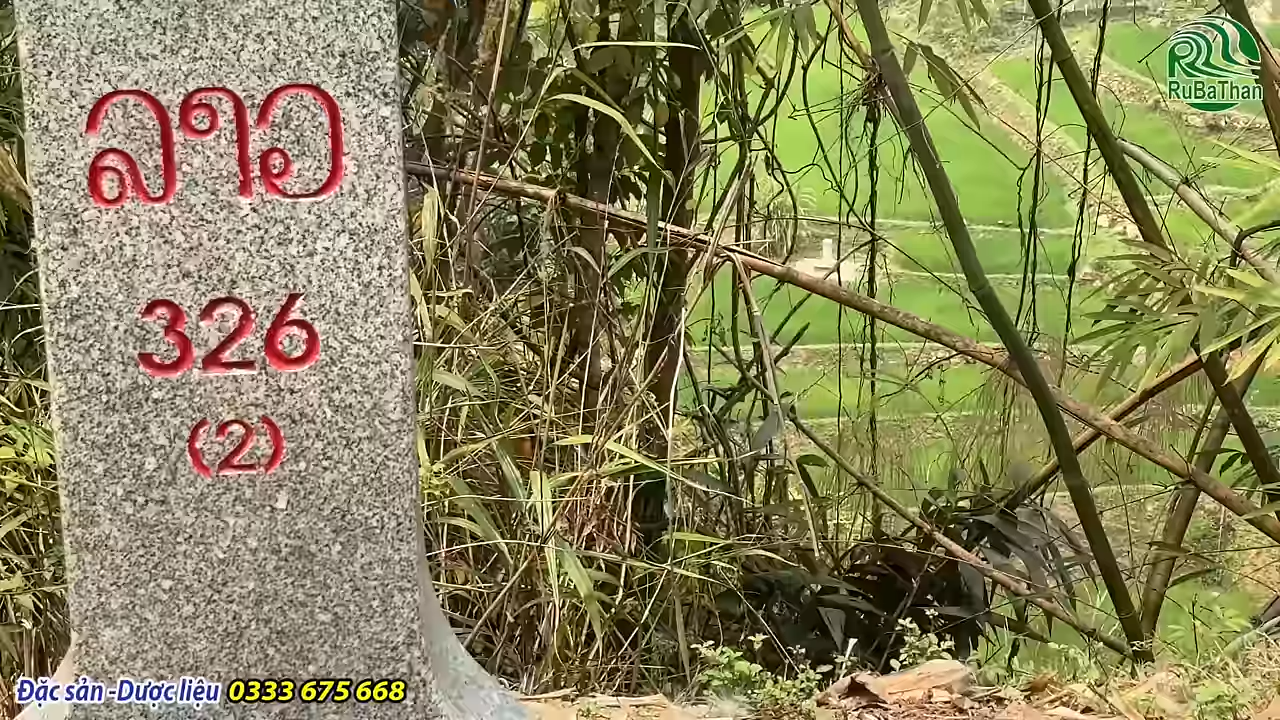 ລາວ
326
(2)
RuBaThan
Đặc sản -Dược liệu 0333 675 668